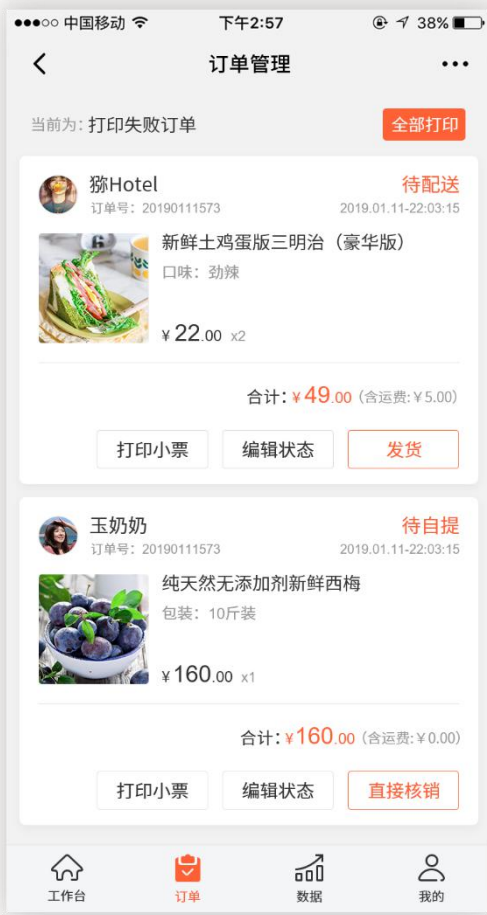 中国移动 下午2:57 38%
订单管理
当前为: 打印失败订单 全部打印
猕Hotel 待配送
订单号: 20190111573 2019.01.11-22:03:15
新鲜土鸡蛋版三明治（豪华版）
口味：劲辣
¥ 22.00 x2
合计: ¥ 49.00 (含运费:¥5.00)
打印小票 编辑状态 发货
玉奶奶 待自提
订单号: 20190111573 2019.01.11-22:03:15
纯天然无添加剂新鲜西梅
包装：10斤装
¥ 160.00 x1
合计: ¥160.00 (含运费:¥0.00)
打印小票 编辑状态 直接核销
工作台 订单 数据 我的